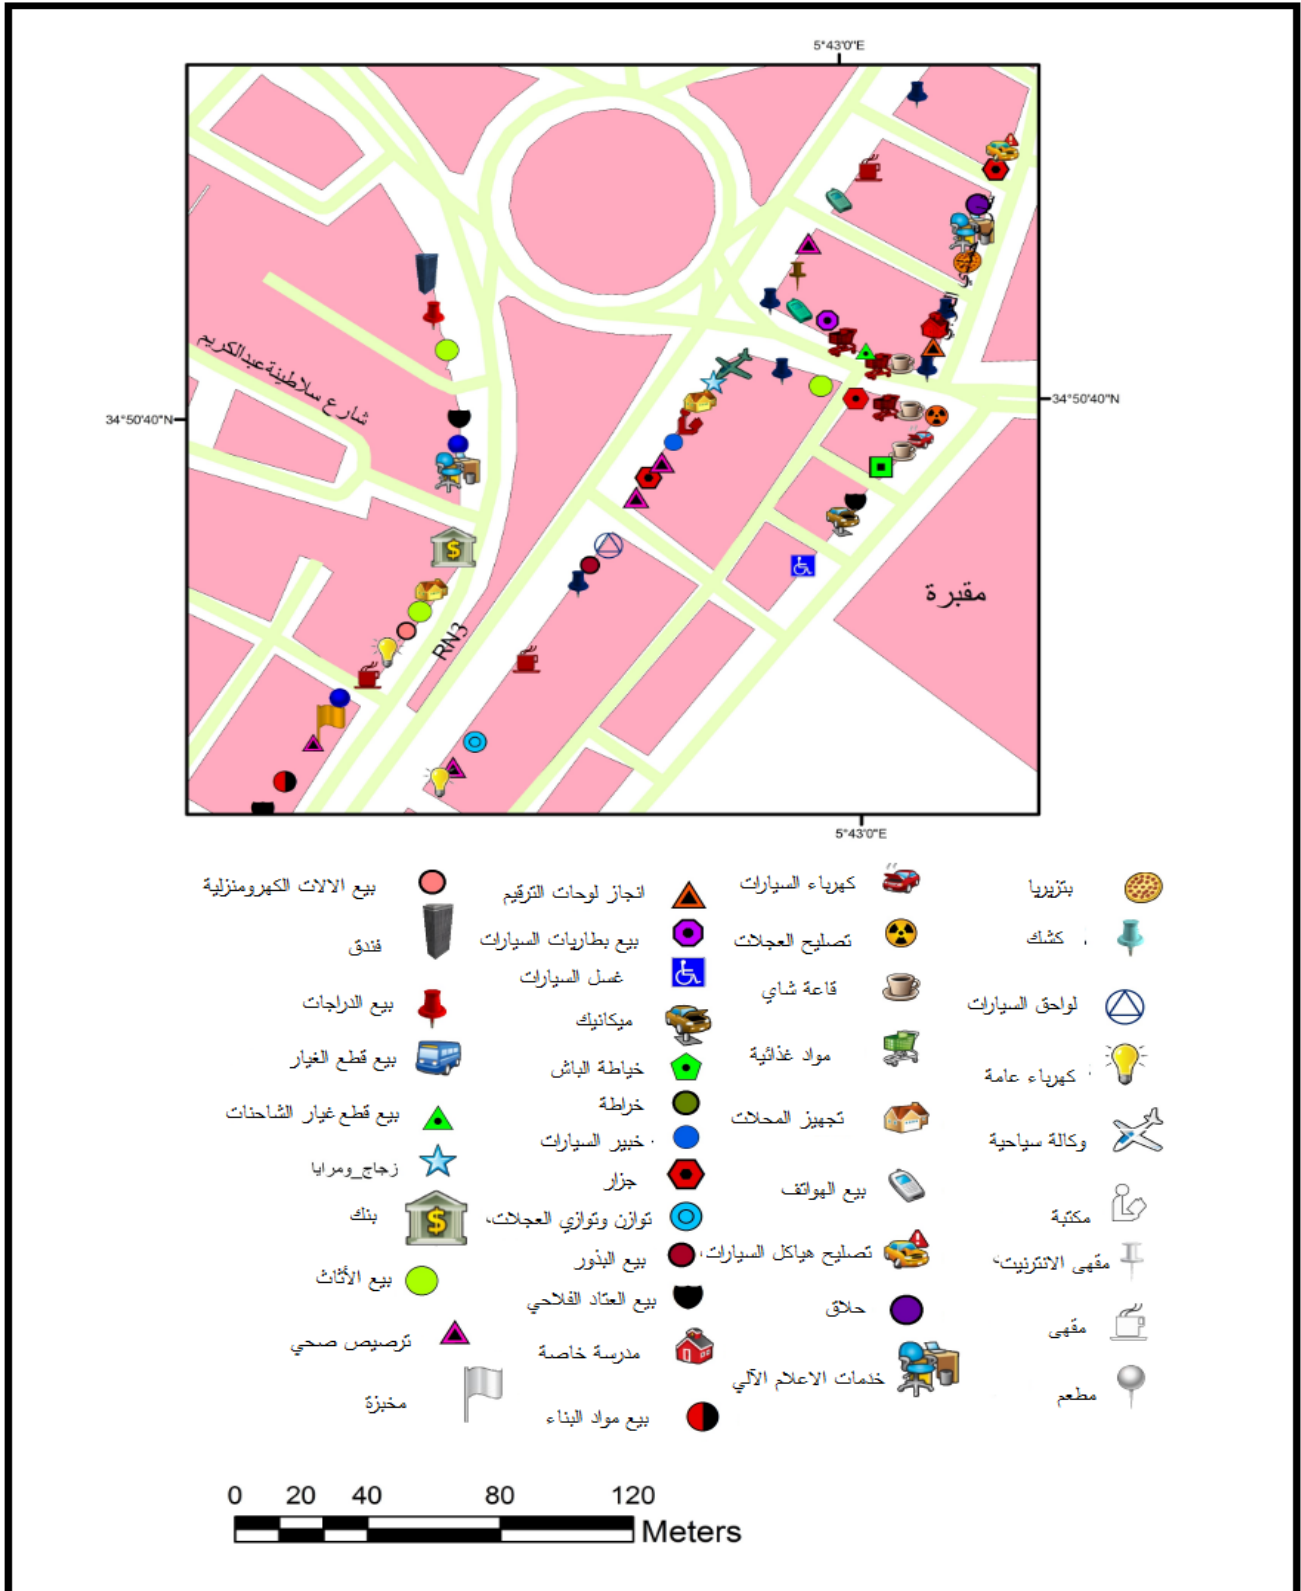 5°43'0"E
شارع سلاطينة عبدالكريم
34°50'40"N
34°50'40"N
مقبرة
RN3
5°43'0"E
بتزيريا
كشك
لواحق السيارات
كهرباء عامة
وكالة سياحية
مكتبة
مقهى الانترنيت
مقهى
مطعم
كهرباء السيارات
تصليح العجلات
قاعة شاي
مواد غذائية
تجهيز المحلات
بيع الهواتف
تصليح هياكل السيارات
حلاق
خدمات الاعلام الآلي
انجاز لوحات الترقيم
بيع بطاريات السيارات
غسل السيارات
ميكانيك
خياطة الباش
خراطة
خبير السيارات
جزار
توازن وتوازي العجلات
بيع البذور
بيع العتاد الفلاحي
مدرسة خاصة
بيع مواد البناء
بيع الالات الكهرومنزلية
فندق
بيع الدراجات
بيع قطع الغيار
بيع قطع غيار الشاحنات
زجاج_ومرايا
بنك
بيع الأثاث
ترصيص صحي
مخبزة
0 20 40 80 120
Meters